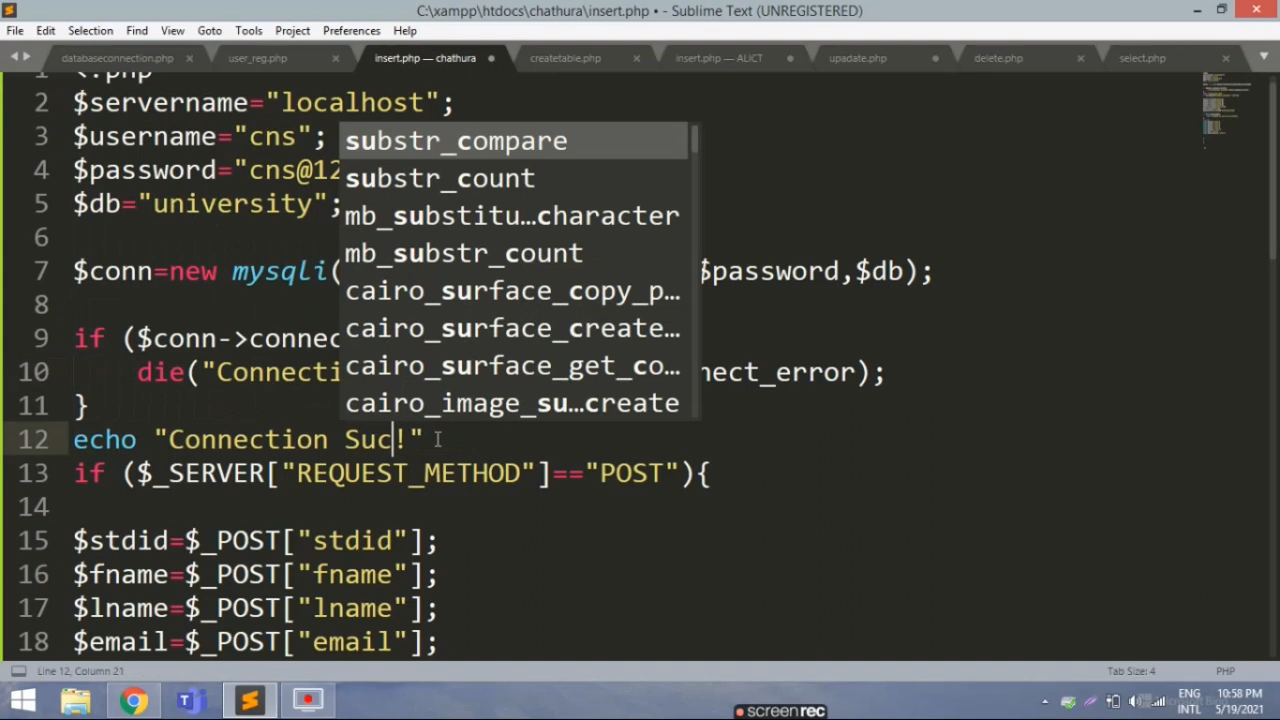 C:\xampp\htdocs\chathura\insert.php • - Sublime Text (UNREGISTERED)
File Edit Selection Find View Goto Tools Project Preferences Help
databaseconnection.php user_reg.php insert.php — chathura createtable.php insert.php — ALICT upadate.php delete.php select.php
1 <?php
2 $servername="localhost";
3 $username="cns";
4 $password="cns@12
5 $db="university";
6
7 $conn=new mysqli( $password,$db);
8
9 if ($conn->connec
10 die("Connecti nnect_error);
11 }
12 echo "Connection Suc!"
13 if ($_SERVER["REQUEST_METHOD"]=="POST"){
14
15 $stdid=$_POST["stdid"];
16 $fname=$_POST["fname"];
17 $lname=$_POST["lname"];
18 $email=$_POST["email"];
substr_compare
substr_count
mb_substitu…character
mb_substr_count
cairo_surface_copy_p…
cairo_surface_create…
cairo_surface_get_co…
cairo_image_su…create
Line 12, Column 21 Tab Size: 4 PHP
ENG 10:58 PM
INTL 5/19/2021
screenrec